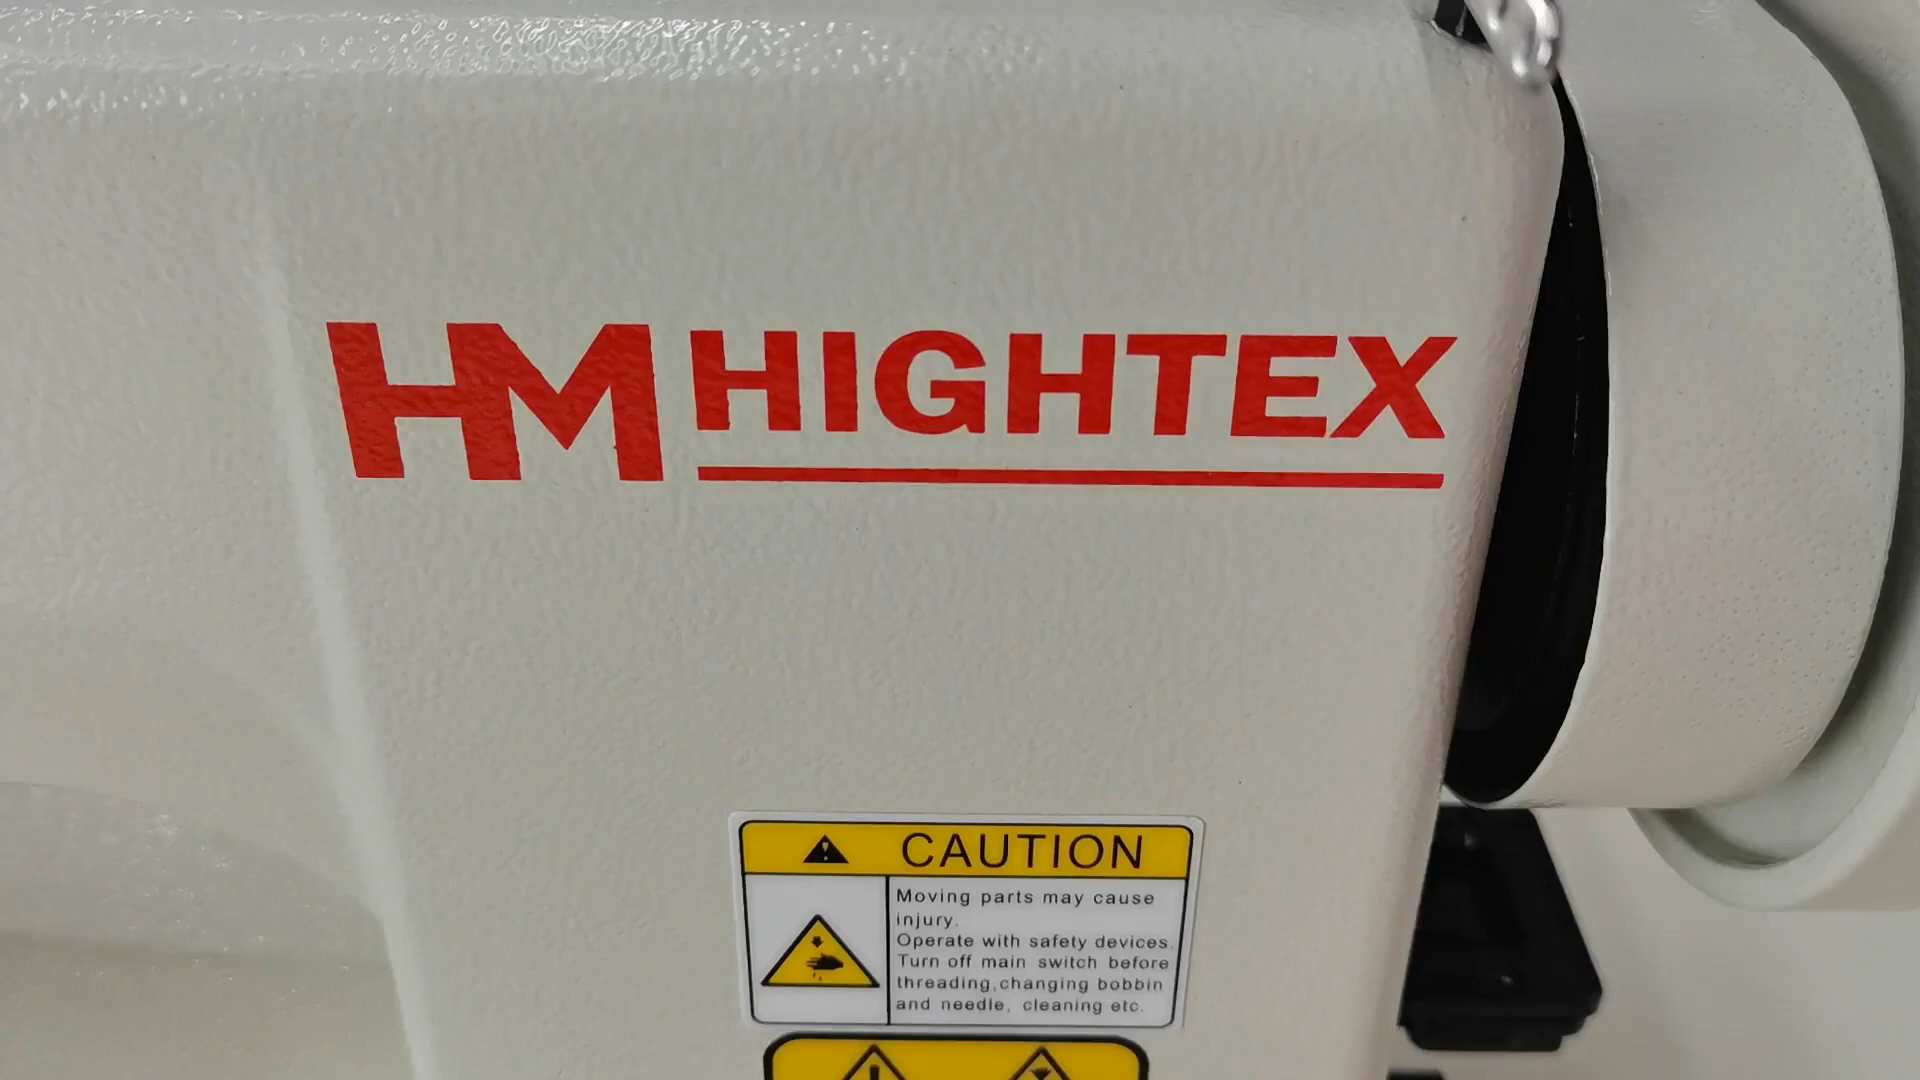 HM HIGHTEX
CAUTION
Moving parts may cause
injury.
Operate with safety devices.
Turn off main switch before
threading,changing bobbin
and needle, cleaning etc.